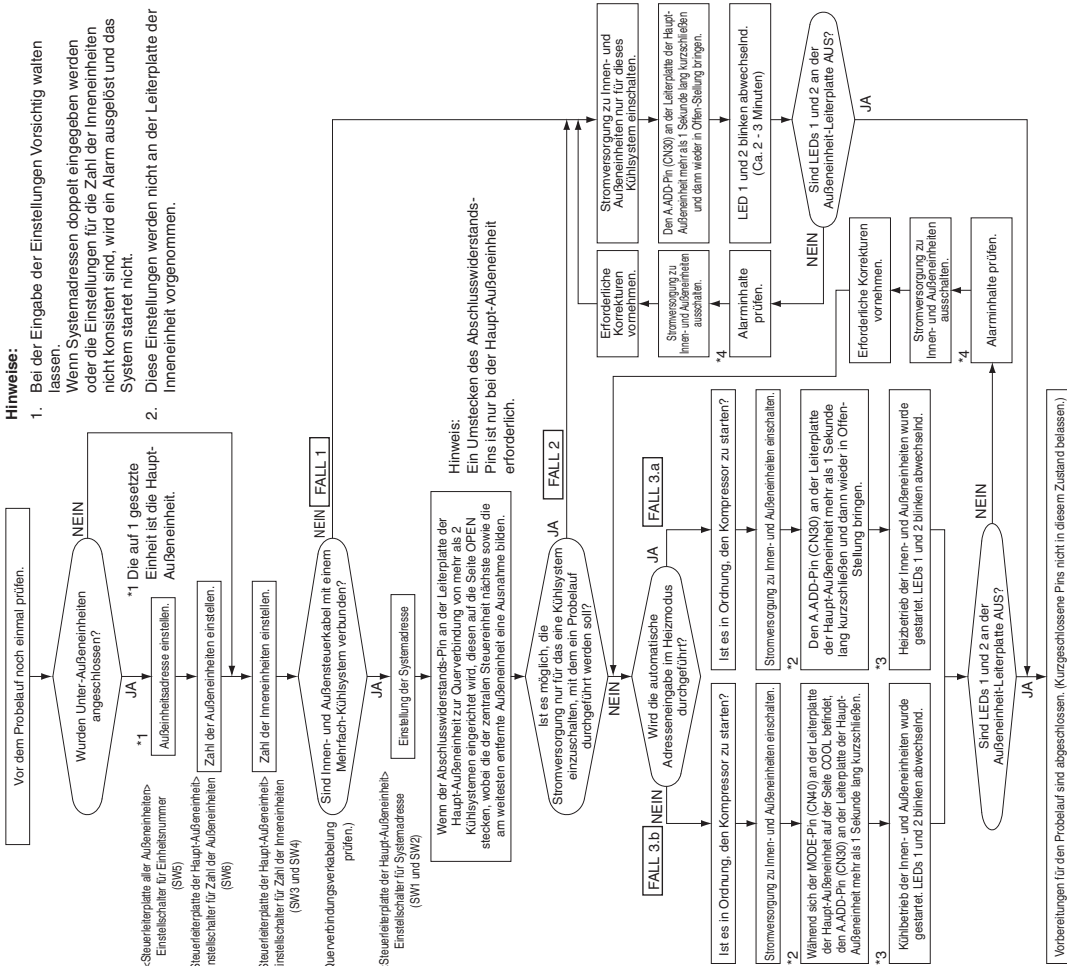 Vor dem Probelauf noch einmal prüfen.
Hinweise:
1. Bei der Eingabe der Einstellungen Vorsichtig walten
lassen.
Wenn Systemadressen doppelt eingegeben werden
oder die Einstellungen für die Zahl der Inneneinheiten
nicht konsistent sind, wird ein Alarm ausgelöst und das
System startet nicht.
2. Diese Einstellungen werden nicht an der Leiterplatte der
Inneneinheit vorgenommen.
Wurden Unter-Außeneinheiten
angeschlossen?
NEIN
JA
*1 Die auf 1 gesetzte
Einheit ist die Haupt-
Außeneinheit.
<Steuerleiterplatte aller Außeneinheiten>
Einstellschalter für Einheitsnummer
(SW5)
*1
Außeneinheitsadresse einstellen.
Steuerleiterplatte der Haupt-Außeneinheit>
instellschalter für Zahl der Außeneinheiten
(SW6)
Zahl der Außeneinheiten einstellen.
Steuerleiterplatte der Haupt-Außeneinheit>
instellschalter für Zahl der Inneneinheiten
(SW3 und SW4)
Zahl der Inneneinheiten einstellen.
Querverbindungsverkabelung
prüfen.)
Sind Innen- und Außensteuerkabel mit einem
Mehrfach-Kühlsystem verbunden?
NEIN
FALL 1
JA
Steuerleiterplatte der Haupt-Außeneinheit>
Einstellschalter für Systemadresse
(SW1 und SW2)
Einstellung der Systemadresse
Wenn der Abschlusswiderstands-Pin an der Leiterplatte der
Haupt-Außeneinheit zur Querverbindung von mehr als 2
Kühlsystemen eingerichtet wird, diesen auf die Seite OPEN
stecken, wobei die der zentralen Steuereinheit nächste sowie die
am weitesten entfernte Außeneinheit eine Ausnahme bilden.
Hinweis:
Ein Umstecken des Abschlusswiderstands-
Pins ist nur bei der Haupt-Außeneinheit
erforderlich.
Ist es möglich, die
Stromversorgung nur für das eine Kühlsystem
einzuschalten, mit dem ein Probelauf
durchgeführt werden soll?
JA
FALL 2
NEIN
Wird die automatische
Adresseneingabe im Heizmodus
durchgeführt?
NEIN
FALL 3.b
JA
FALL 3.a
Ist es in Ordnung, den Kompressor zu starten?
Stromversorgung zu Innen- und Außeneinheiten einschalten.
*2
Während sich der MODE-Pin (CN40) an der Leiterplatte
der Haupt-Außeneinheit auf der Seite COOL befindet,
den A.ADD-Pin (CN30) an der Leiterplatte der Haupt-
Außeneinheit mehr als 1 Sekunde lang kurzschließen.
*3
Kühlbetrieb der Innen- und Außeneinheiten wurde
gestartet. LEDs 1 und 2 blinken abwechselnd.
Ist es in Ordnung, den Kompressor zu starten?
Stromversorgung zu Innen- und Außeneinheiten einschalten.
*2
Den A.ADD-Pin (CN30) an der Leiterplatte
der Haupt-Außeneinheit mehr als 1 Sekunde
lang kurzschließen und dann wieder in Offen-
Stellung bringen.
*3
Heizbetrieb der Innen- und Außeneinheiten wurde
gestartet. LEDs 1 und 2 blinken abwechselnd.
Sind LEDs 1 und 2 an der
Außeneinheit-Leiterplatte AUS?
NEIN
JA
*4
Alarminhalte prüfen.
Stromversorgung zu
Innen- und Außeneinheiten
ausschalten.
Erforderliche Korrekturen
vornehmen.
Stromversorgung zu Innen- und
Außeneinheiten nur für dieses
Kühlsystem einschalten.
Den A.ADD-Pin (CN30) an der Leiterplatte der Haupt-
Außeneinheit mehr als 1 Sekunde lang kurzschließen
und dann wieder in Offen-Stellung bringen.
LED 1 und 2 blinken abwechselnd.
(Ca. 2 - 3 Minuten)
Sind LEDs 1 und 2 an der
Außeneinheit-Leiterplatte AUS?
NEIN
JA
*4
Alarminhalte
prüfen.
Stromversorgung zu
Innen- und Außeneinheiten
ausschalten.
Erforderliche
Korrekturen
vornehmen.
Vorbereitungen für den Probelauf sind abgeschlossen. (Kurzgeschlossene Pins nicht in diesem Zustand belassen.)